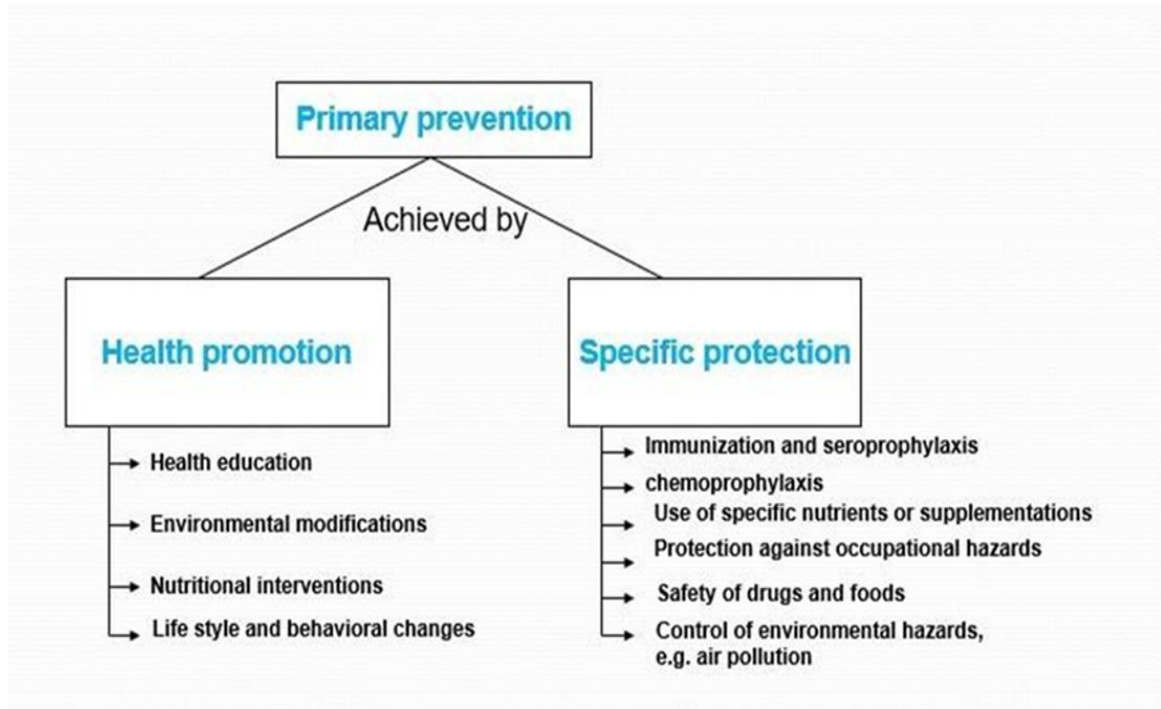 Primary prevention
Achieved by
Health promotion
Health education
Environmental modifications
Nutritional interventions
Life style and behavioral changes
Specific protection
Immunization and seroprophylaxis
chemoprophylaxis
Use of specific nutrients or supplementations
Protection against occupational hazards
Safety of drugs and foods
Control of environmental hazards,
e.g. air pollution